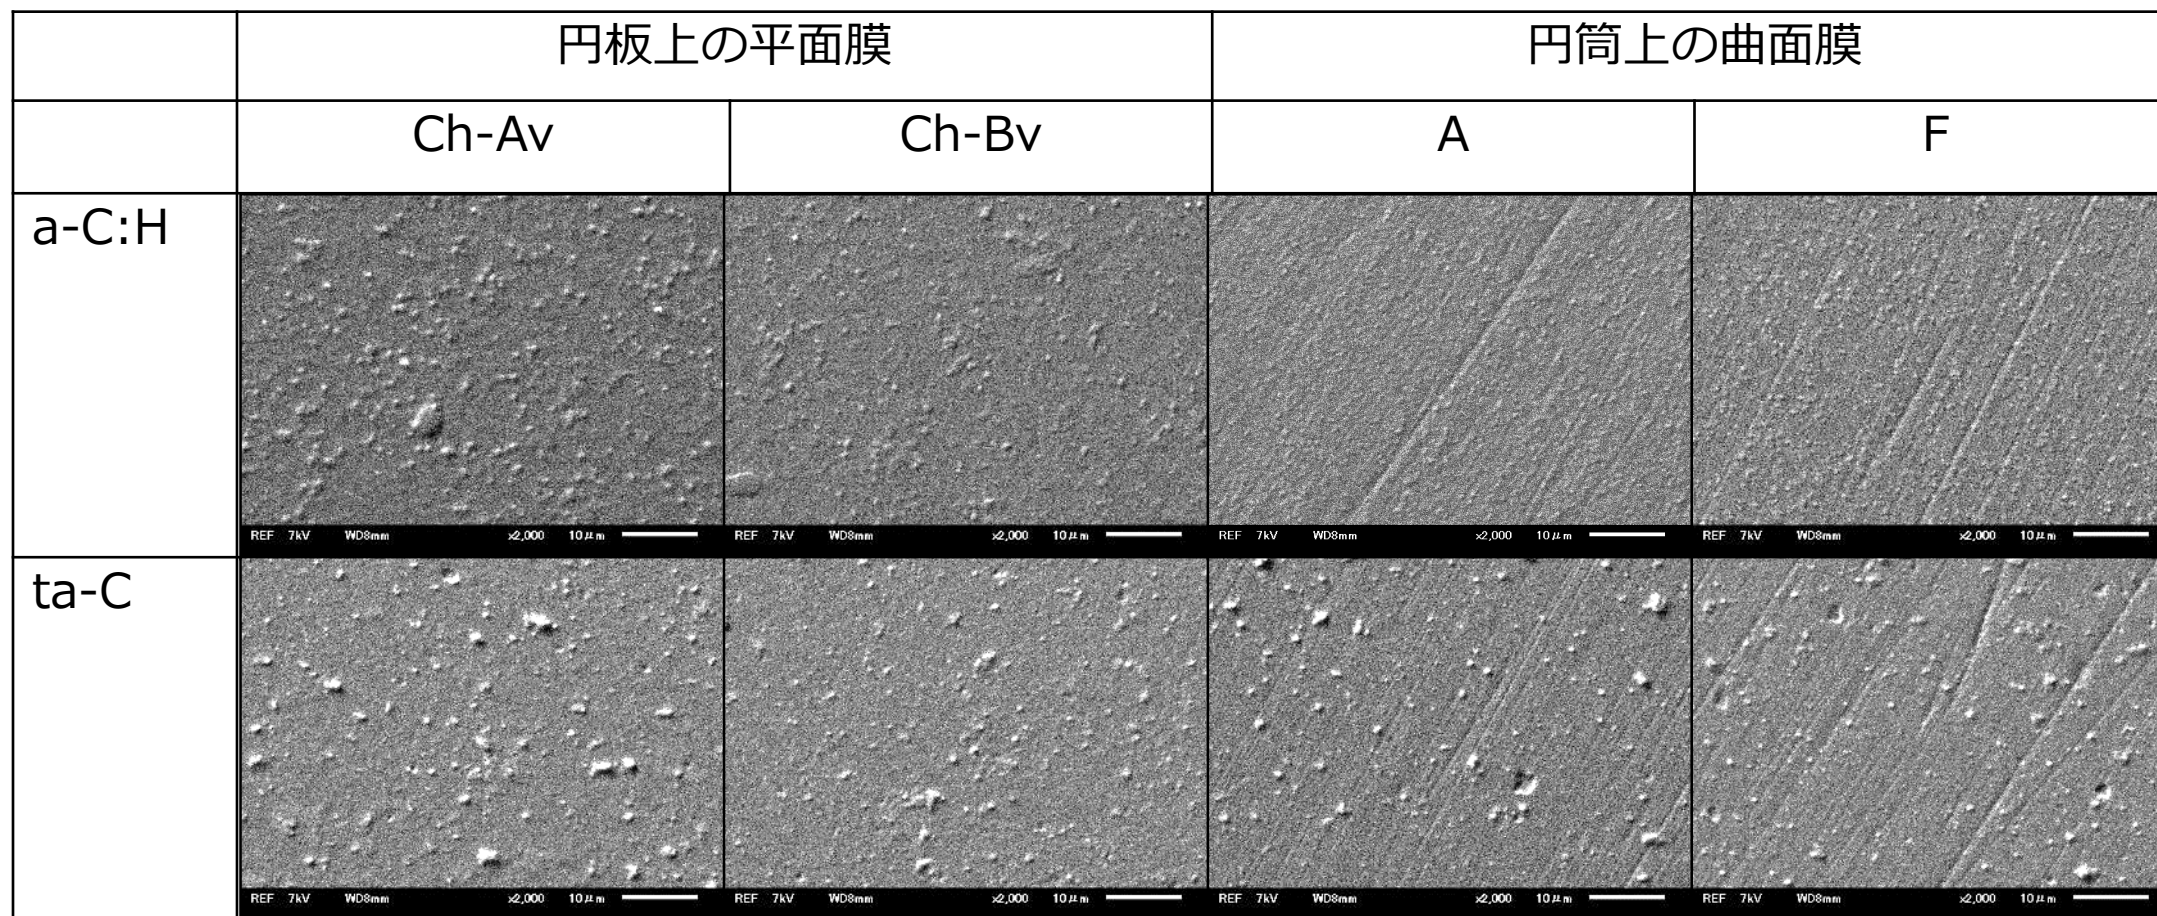 円板上の平面膜 円筒上の曲面膜
Ch-Av Ch-Bv A F
a-C:H
REF 7kV WD8mm x2,000 10μm REF 7kV WD8mm x2,000 10μm REF 7kV WD8mm x2,000 10μm REF 7kV WD8mm x2,000 10μm
ta-C
REF 7kV WD8mm x2,000 10μm REF 7kV WD8mm x2,000 10μm REF 7kV WD8mm x2,000 10μm REF 7kV WD8mm x2,000 10μm